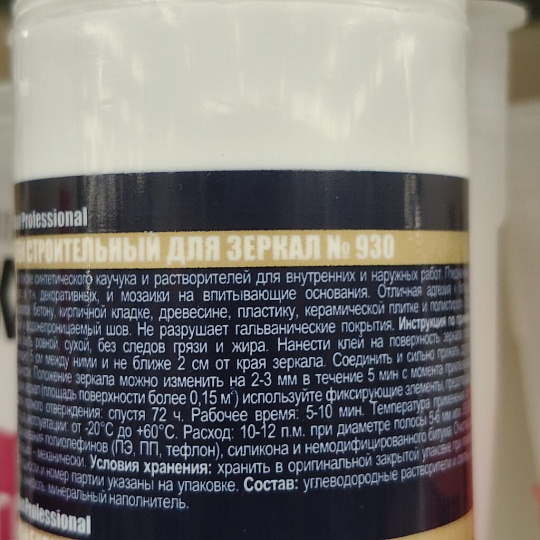 Professional
СТРОИТЕЛЬНЫЙ ДЛЯ ЗЕРКАЛ № 930
синтетического каучука и растворителей для внутренних и наружных работ.
декоративных, и мозаики на впитывающие основания. Отличная адгезия
бетону, кирпичной кладке, древесине, пластику, керамической плитке и
водонепроницаемый шов. Не разрушает гальванические покрытия. Инструкция по
ровной, сухой, без следов грязи и жира. Нанести клей на поверхность зеркала
5 см между ними и не ближе 2 см от края зеркала. Соединить и сильно прижать
Положение зеркала можно изменить на 2-3 мм в течение 5 мин с момента
(площадь поверхности более 0,15 м²) используйте фиксирующие элементы,
отверждения: спустя 72 ч. Рабочее время: 5-10 мин. Температура применения
от -20°С до +60°С. Расход: 10-12 п.м. при диаметре полосы 5-6 мм
полиолефинов (ПЭ, ПП, тефлон), силикона и немодифицированного битума.
- механически. Условия хранения: хранить в оригинальной закрытой упаковке при
и номер партии указаны на упаковке. Состав: углеводородные растворители и
минеральный наполнитель.
Professional